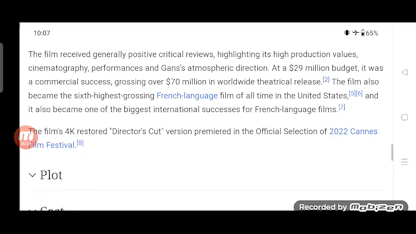 10:07
65%
The film received generally positive critical reviews, highlighting its high production values,
cinematography, performances and Gans's atmospheric direction. At a $29 million budget, it was
a commercial success, grossing over $70 million in worldwide theatrical release.[2] The film also
became the sixth-highest-grossing French-language film of all time in the United States,[5][6] and
it also became one of the biggest international successes for French-language films.[7]
The film's 4K restored "Director's Cut" version premiered in the Official Selection of 2022 Cannes
Film Festival.[8]
Plot
Cast
Recorded by Mobizen